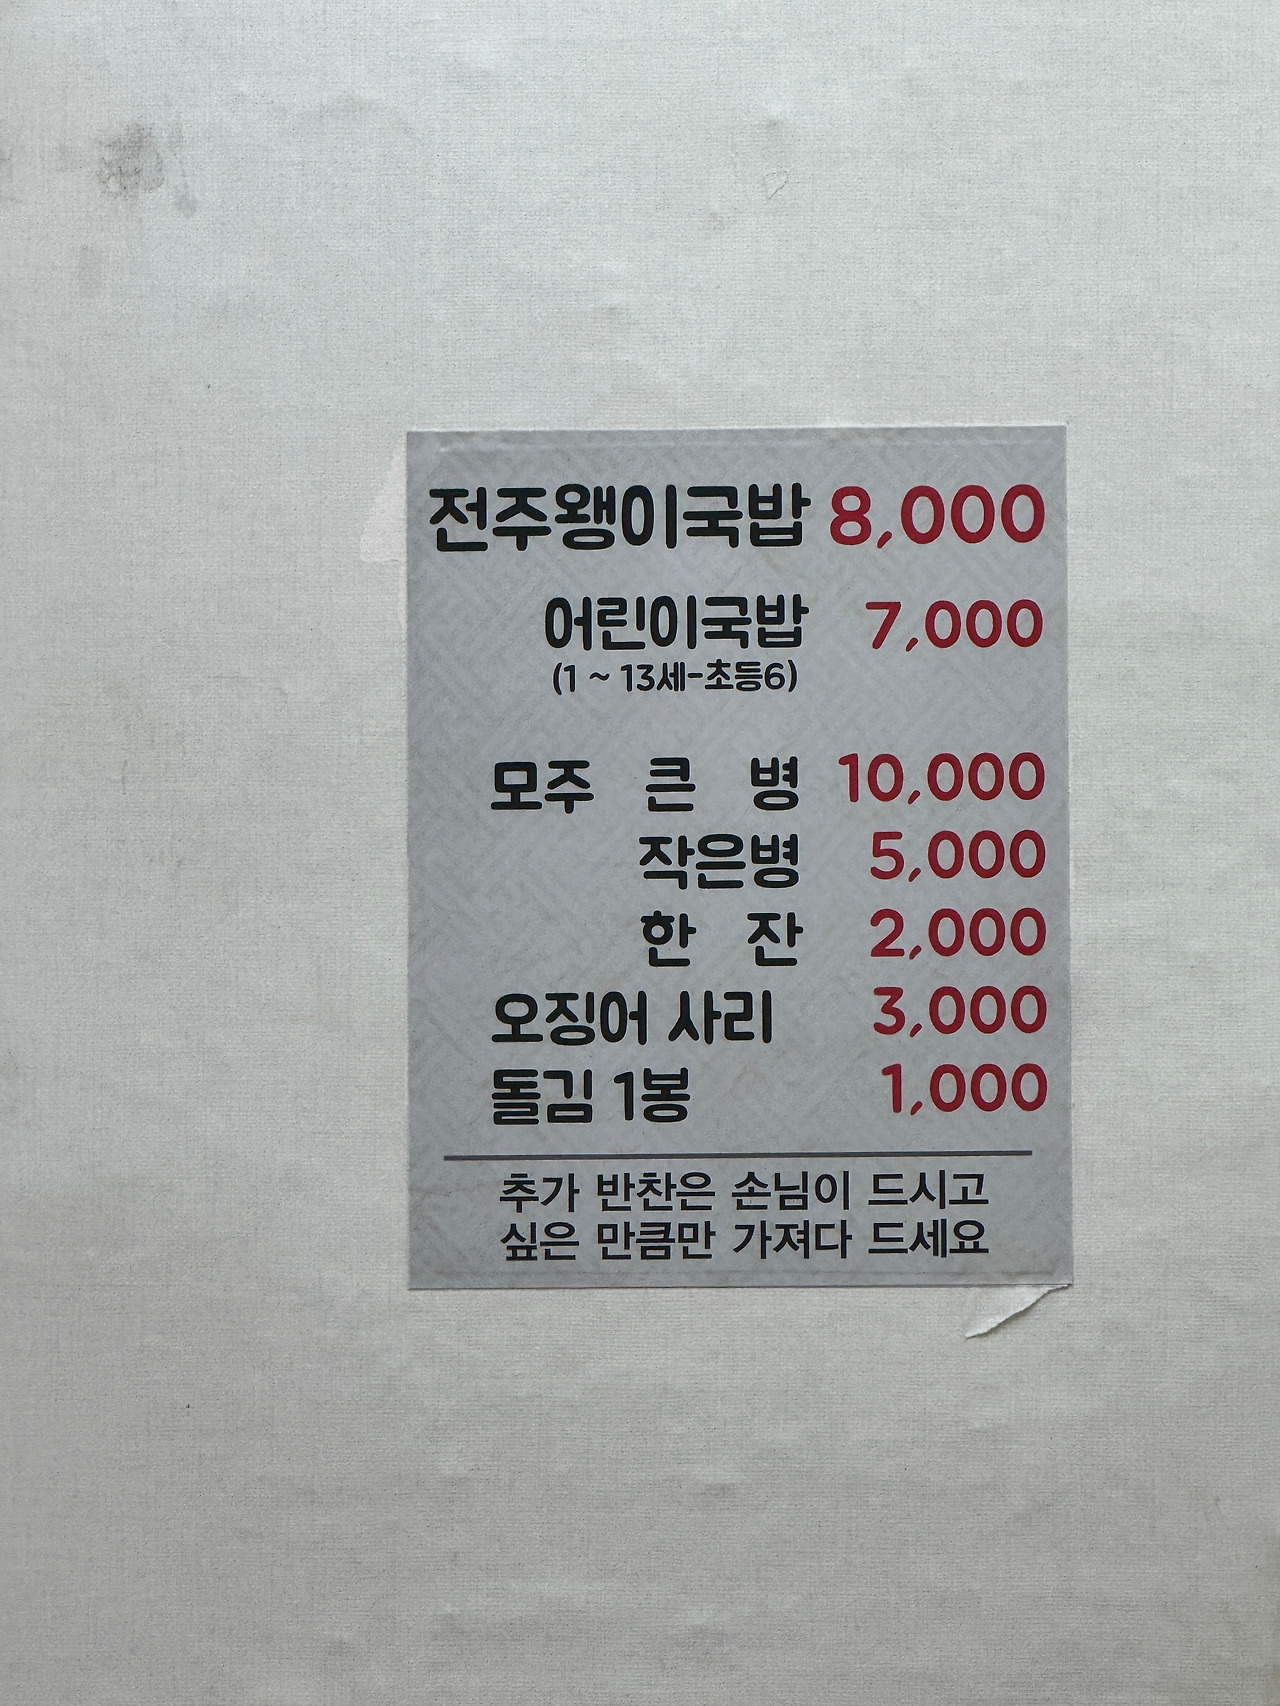 전주왱이국밥 8,000
어린이국밥 7,000
(1 ~ 13세-초등6)
모주 큰 병 10,000
작은병 5,000
한 잔 2,000
오징어 사리 3,000
돌김 1봉 1,000
추가 반찬은 손님이 드시고
싶은 만큼만 가져다 드세요